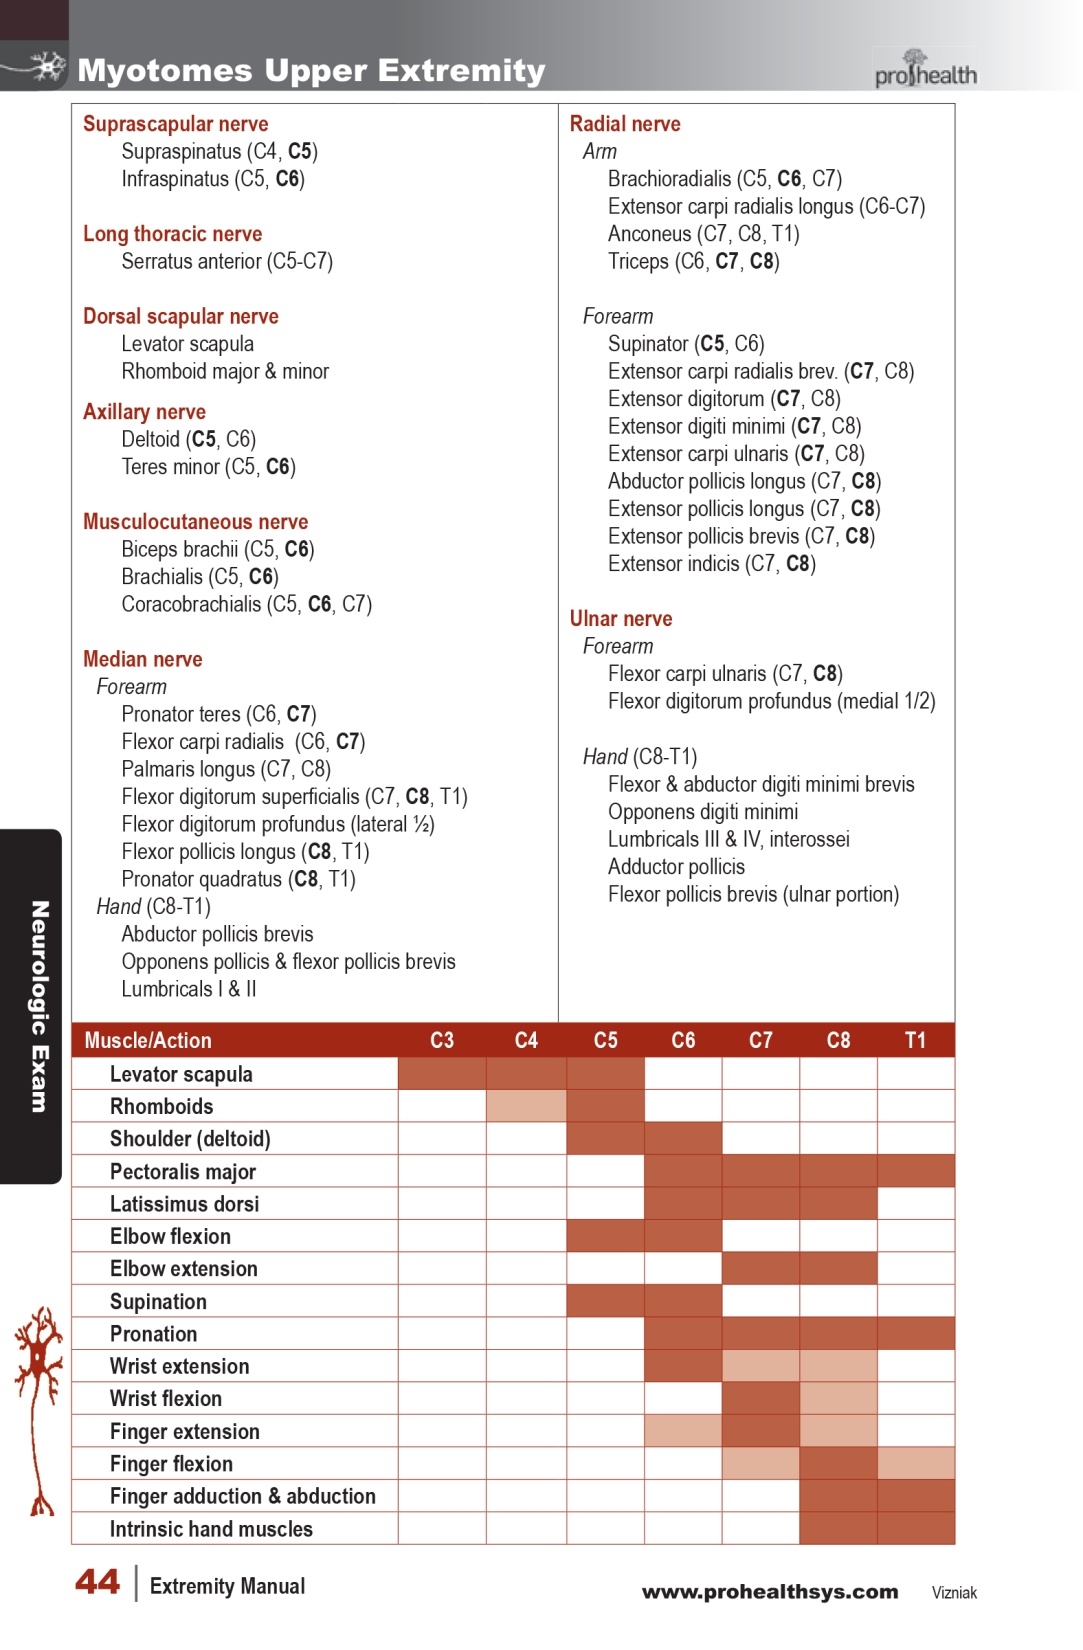 Myotomes Upper Extremity
prohealth
Suprascapular nerve
Supraspinatus (C4, C5)
Infraspinatus (C5, C6)
Long thoracic nerve
Serratus anterior (C5-C7)
Dorsal scapular nerve
Levator scapula
Rhomboid major & minor
Axillary nerve
Deltoid (C5, C6)
Teres minor (C5, C6)
Musculocutaneous nerve
Biceps brachii (C5, C6)
Brachialis (C5, C6)
Coracobrachialis (C5, C6, C7)
Median nerve
Forearm
Pronator teres (C6, C7)
Flexor carpi radialis (C6, C7)
Palmaris longus (C7, C8)
Flexor digitorum superficialis (C7, C8, T1)
Flexor digitorum profundus (lateral ½)
Flexor pollicis longus (C8, T1)
Pronator quadratus (C8, T1)
Hand (C8-T1)
Abductor pollicis brevis
Opponens pollicis & flexor pollicis brevis
Lumbricals I & II
Radial nerve
Arm
Brachioradialis (C5, C6, C7)
Extensor carpi radialis longus (C6-C7)
Anconeus (C7, C8, T1)
Triceps (C6, C7, C8)
Forearm
Supinator (C5, C6)
Extensor carpi radialis brev. (C7, C8)
Extensor digitorum (C7, C8)
Extensor digiti minimi (C7, C8)
Extensor carpi ulnaris (C7, C8)
Abductor pollicis longus (C7, C8)
Extensor pollicis longus (C7, C8)
Extensor pollicis brevis (C7, C8)
Extensor indicis (C7, C8)
Ulnar nerve
Forearm
Flexor carpi ulnaris (C7, C8)
Flexor digitorum profundus (medial 1/2)
Hand (C8-T1)
Flexor & abductor digiti minimi brevis
Opponens digiti minimi
Lumbricals III & IV, interossei
Adductor pollicis
Flexor pollicis brevis (ulnar portion)
Muscle/Action C3 C4 C5 C6 C7 C8 T1
Levator scapula
Rhomboids
Shoulder (deltoid)
Pectoralis major
Latissimus dorsi
Elbow flexion
Elbow extension
Supination
Pronation
Wrist extension
Wrist flexion
Finger extension
Finger flexion
Finger adduction & abduction
Intrinsic hand muscles
Neurologic Exam
44 Extremity Manual
www.prohealthsys.com Vizniak